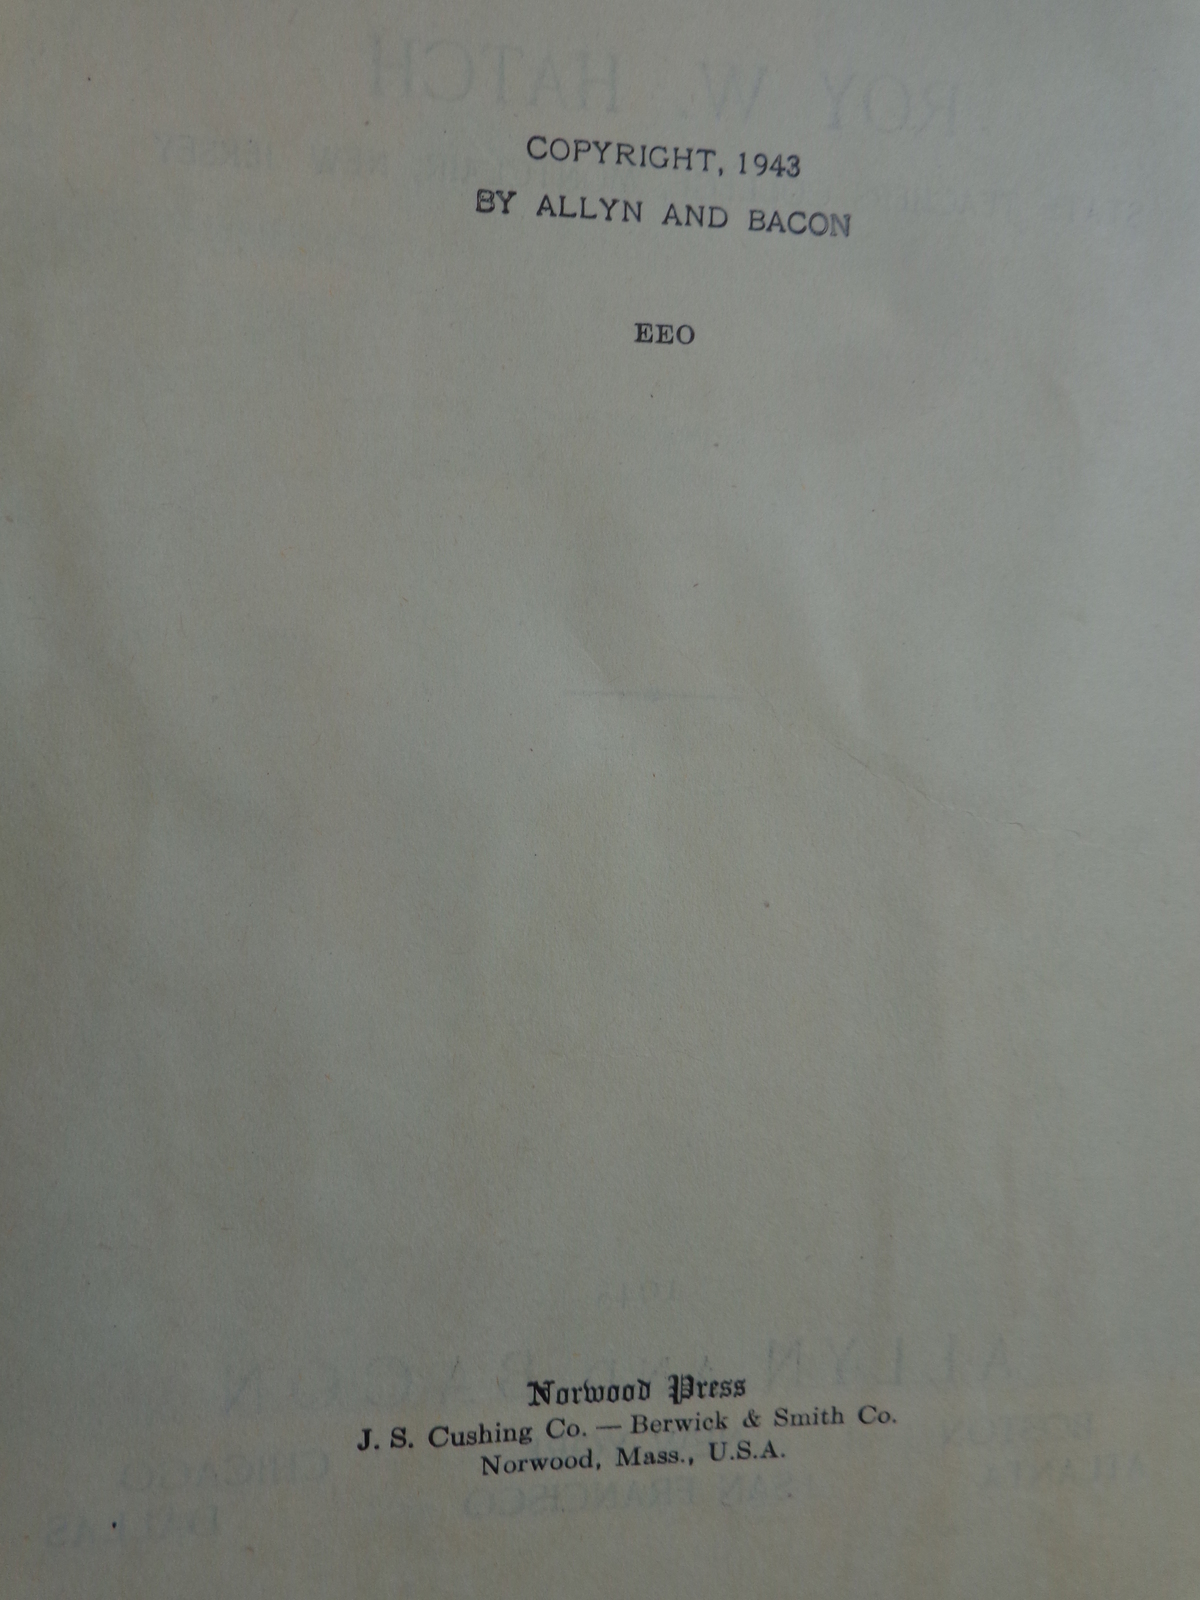 COPYRIGHT, 1943
BY ALLYN AND BACON
EEO
Norwood Press
J. S. Cushing Co. — Berwick & Smith Co.
Norwood, Mass., U.S.A.